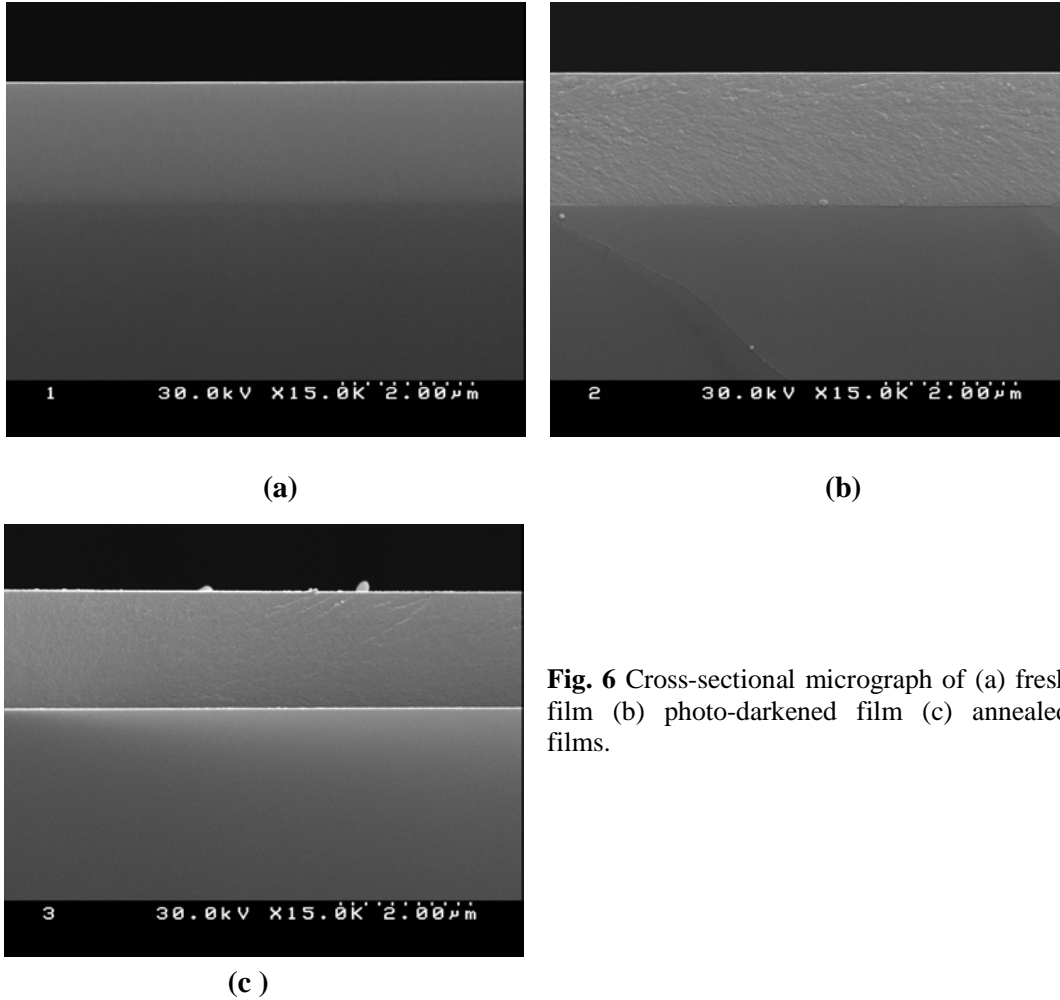 1 30.0kV X15.0K 2.00μm
2 30.0kV X15.0K 2.00μm
(a)
(b)
3 30.0kV X15.0K 2.00μm
Fig. 6 Cross-sectional micrograph of (a) fresh
film (b) photo-darkened film (c) annealed
films.
(c )